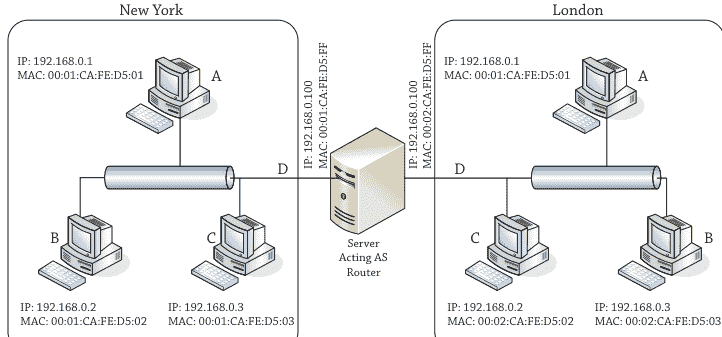 New York
London
IP: 192.168.0.1
MAC: 00:01:CA:FE:D5:01
A
IP: 192.168.0.100
MAC: 00:01:CA:FE:D5:FF
IP: 192.168.0.100
MAC: 00:02:CA:FE:D5:FF
IP: 192.168.0.1
MAC: 00:01:CA:FE:D5:01
A
D
D
B
C
Server
Acting AS
Router
C
B
IP: 192.168.0.2
MAC: 00:01:CA:FE:D5:02
IP: 192.168.0.3
MAC: 00:01:CA:FE:D5:03
IP: 192.168.0.2
MAC: 00:02:CA:FE:D5:02
IP: 192.168.0.3
MAC: 00:02:CA:FE:D5:03